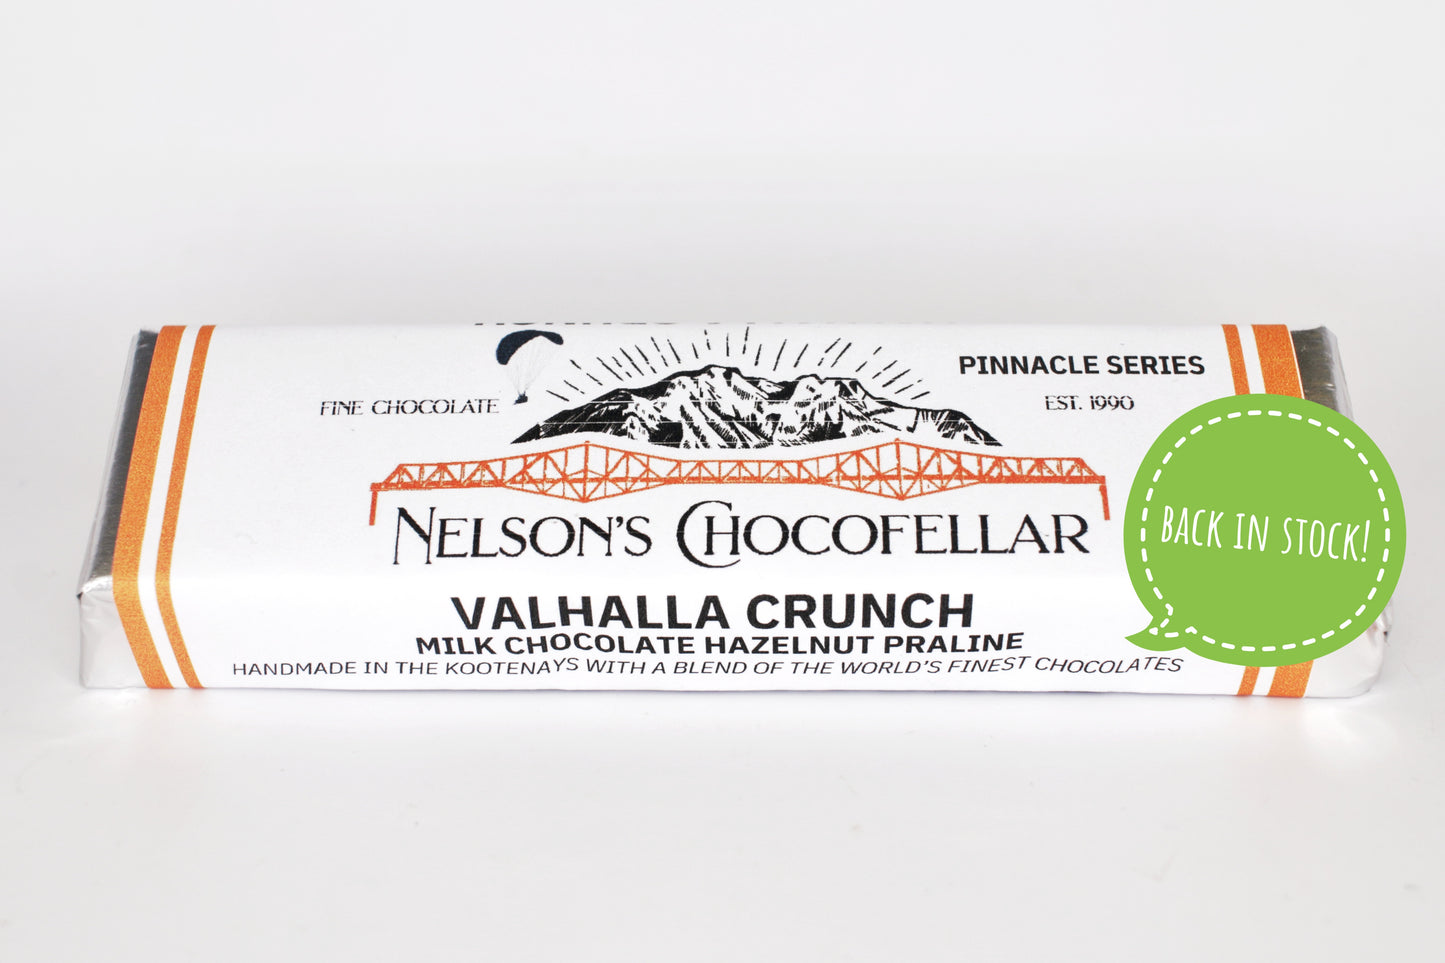 PINNACLE SERIES
FINE CHOCOLATE
EST. 1990
NELSON'S CHOCOFELLAR
BACK IN STOCK!
VALHALLA CRUNCH
MILK CHOCOLATE HAZELNUT PRALINE
HANDMADE IN THE KOOTENAYS WITH A BLEND OF THE WORLD'S FINEST CHOCOLATES